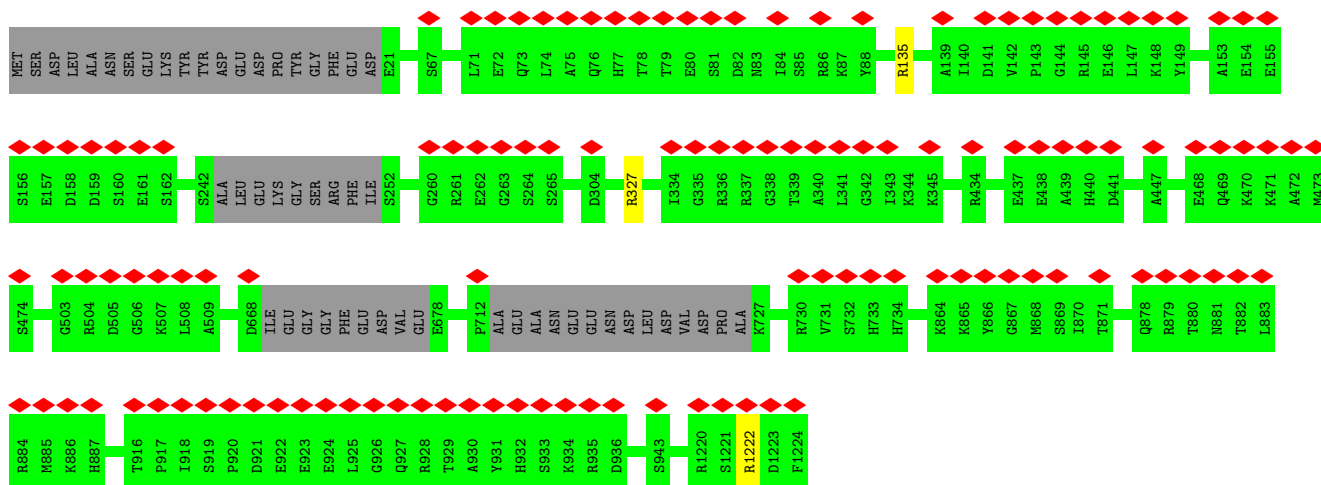 MET SER ASP LEU ALA ASN SER GLU LYS TYR TYR ASP GLU ASP PRO TYR GLY PHE GLU ASP E21 S67 L71 E72 Q73 L74 A75 Q76 H77 T78 T79 E80 S81 D82 N83 I84 S85 R86 K87 Y88 R135 A139 I140 D141 V142 P143 G144 R145 E146 L147 K148 Y149 A153 E154 E155
S156 E157 D158 D159 S160 E161 S162 S242 ALA LEU GLU LYS GLY SER ARG PHE ILE S252 G260 R261 E262 G263 S264 S265 D304 R327 I334 G335 R336 R337 G338 T339 A340 L341 G342 I343 K344 K345 R434 E437 E438 A439 H440 D441 A447 E468 Q469 K470 K471 A472 M473
S474 G503 R504 D505 G506 K507 L508 A509 D668 ILE GLU GLY GLY PHE GLU ASP VAL GLU E678 F712 ALA GLU ALA ASN GLU GLU ASN ASP LEU ASP VAL ASP PRO ALA K727 R730 V731 S732 H733 H734 K864 K865 Y866 G867 M868 S869 I870 T871 Q878 R879 T880 N881 T882 L883
R884 M885 K886 H887 T916 P917 I918 S919 P920 D921 E922 E923 E924 L925 G926 Q927 R928 T929 A930 Y931 H932 S933 K934 R935 D936 S943 R1220 S1221 R1222 D1223 F1224